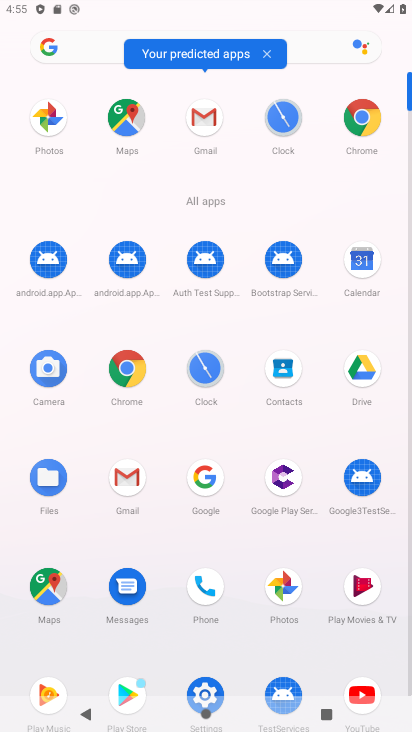 4:55
Your predicted apps
Photos Maps Gmail Clock Chrome
All apps
android.app.Ap... android.app.Ap... Auth Test Supp... Bootstrap Servi... Calendar
31
Camera Chrome Clock Contacts Drive
Files Gmail Google Google Play Ser... Google3TestSe...
Maps Messages Phone Photos Play Movies & TV
Play Music Play Store Settings TestServices YouTube